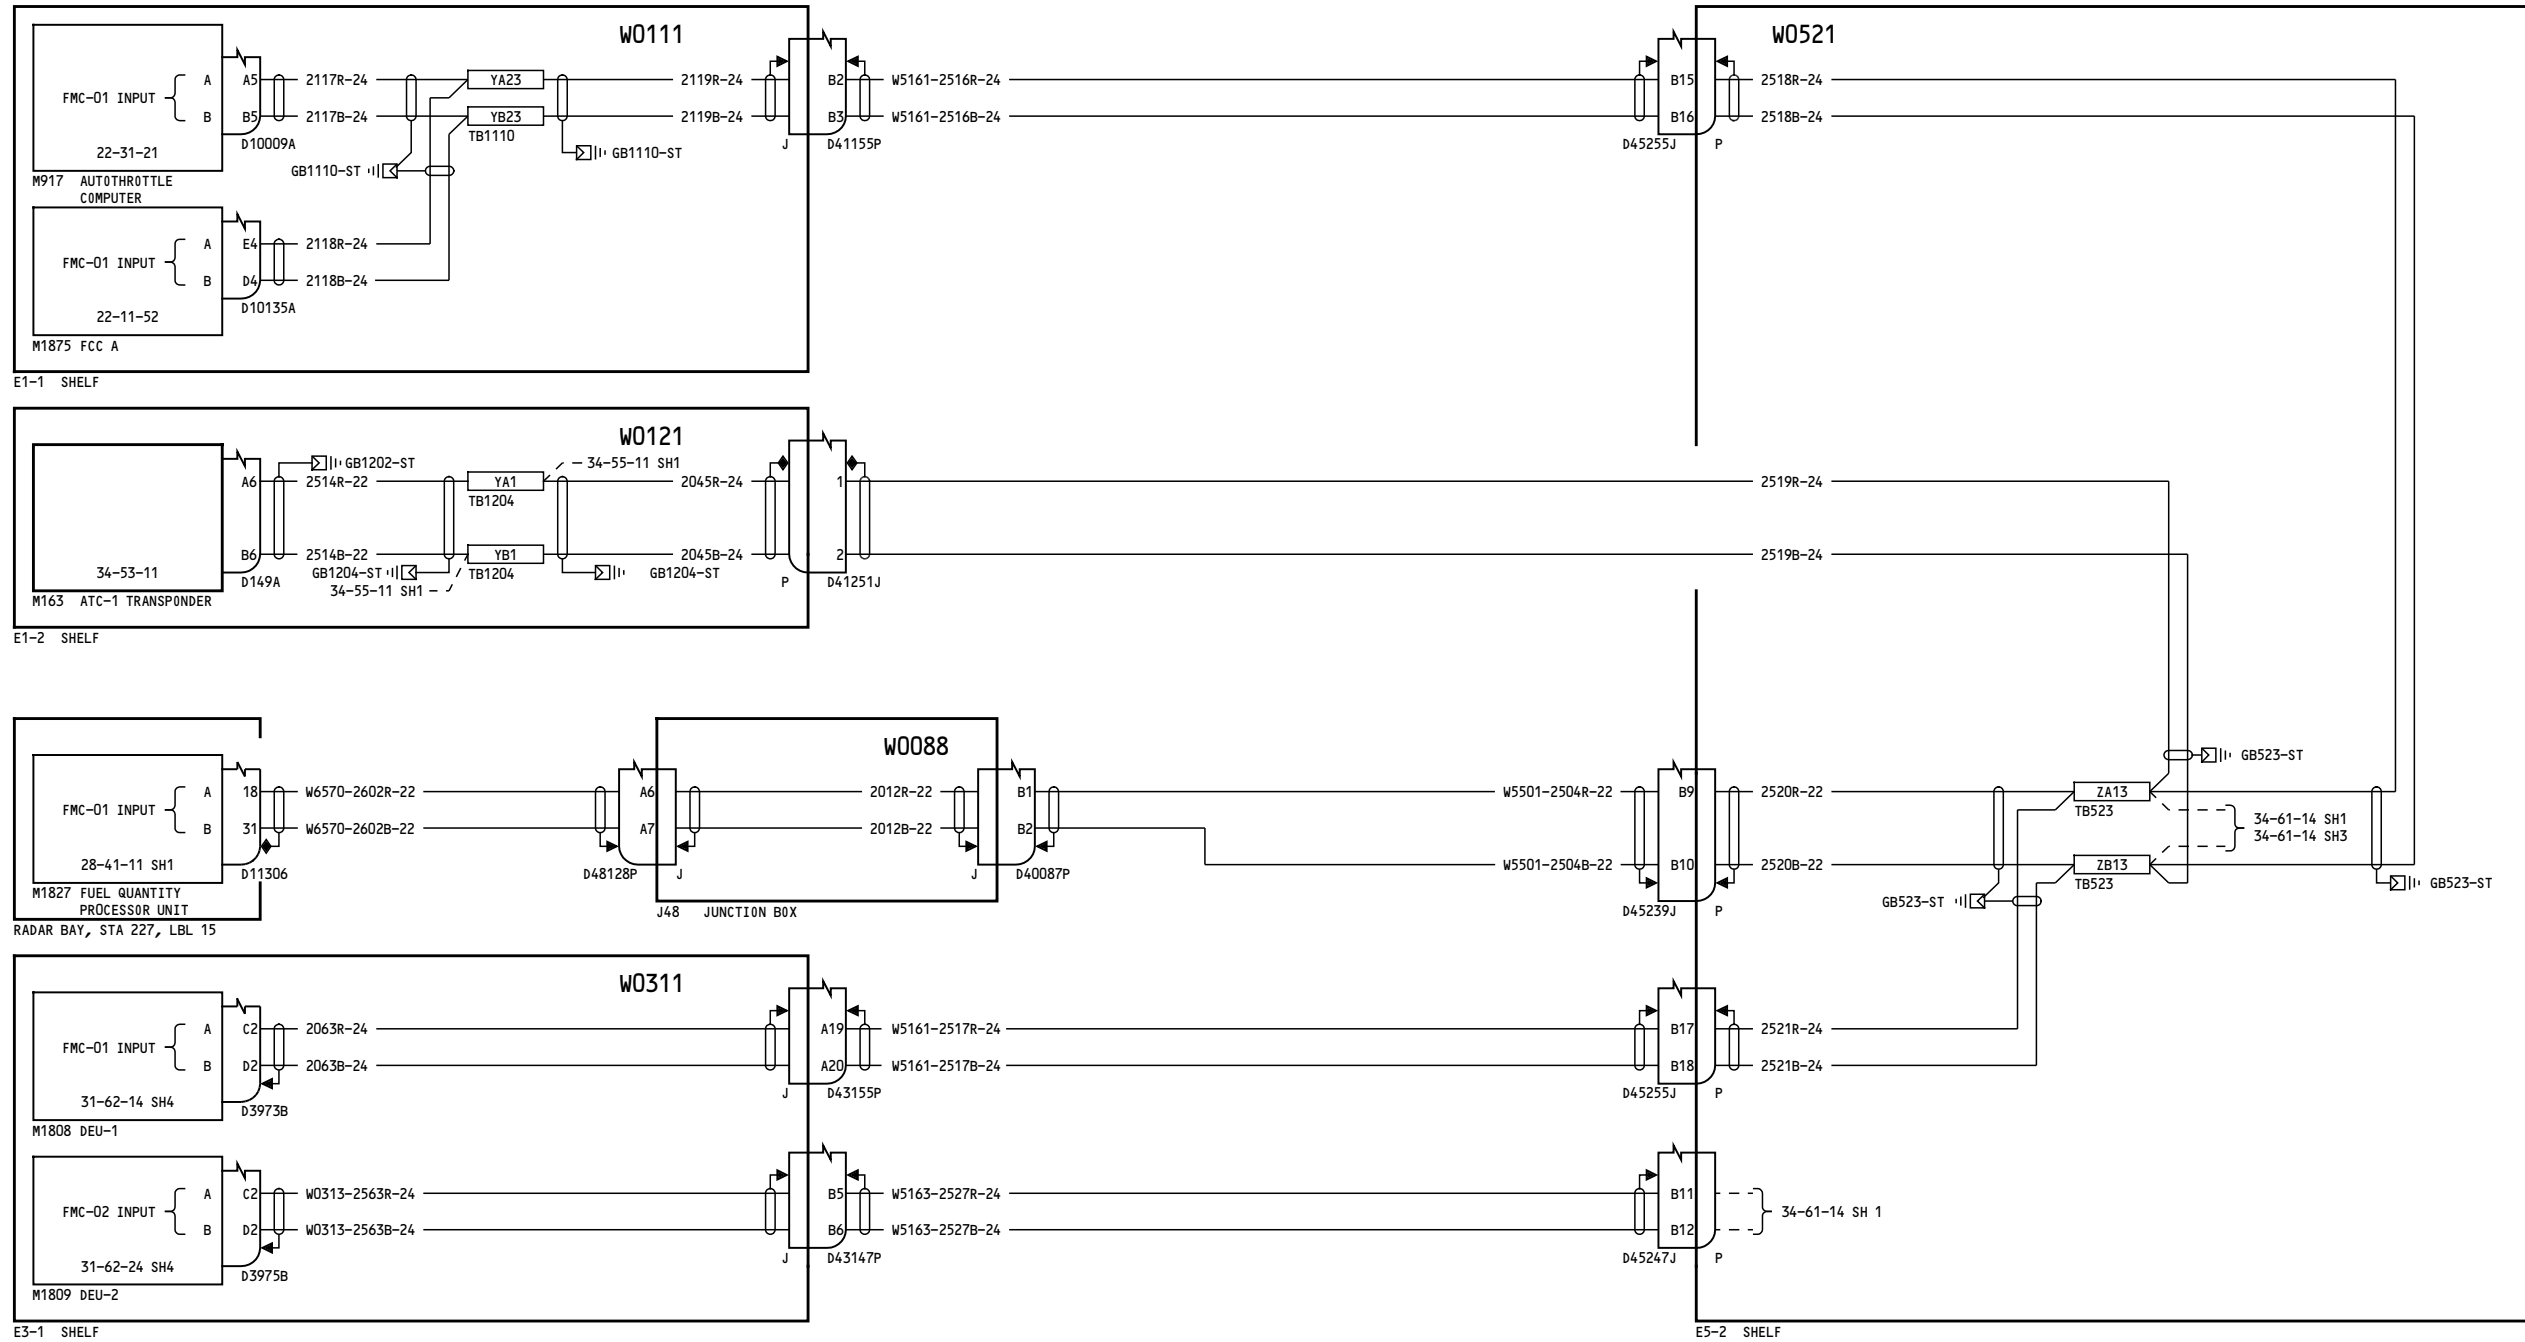 W0111
W0521
A
A5
2117R-24
YA23
2119R-24
B2
W5161-2516R-24
B15
2518R-24
FMC-01 INPUT
B
B5
2117B-24
YB23
2119B-24
B3
W5161-2516B-24
B16
2518B-24
TB1110
22-31-21
D10009A
GB1110-ST
GB1110-ST
J
D41155P
D45255J
P
M917 AUTOTHROTTLE
COMPUTER
A
E4
2118R-24
FMC-01 INPUT
B
D4
2118B-24
22-11-52
D10135A
M1875 FCC A
E1-1 SHELF
W0121
GB1202-ST
34-55-11 SH1
A6
2514R-22
YA1
2045R-24
1
2519R-24
TB1204
B6
2514B-22
YB1
2045B-24
2
2519B-24
34-53-11
D149A
GB1204-ST
TB1204
GB1204-ST
P
D41251J
34-55-11 SH1
M163 ATC-1 TRANSPONDER
E1-2 SHELF
W0088
GB523-ST
A
18
W6570-2602R-22
A6
2012R-22
B1
W5501-2504R-22
B9
2520R-22
ZA13
TB523
FMC-01 INPUT
B
31
W6570-2602B-22
A7
2012B-22
B2
34-61-14 SH1
34-61-14 SH3
W5501-2504B-22
B10
2520B-22
ZB13
TB523
28-41-11 SH1
D11306
D48128P
J
J
D40087P
GB523-ST
GB523-ST
M1827 FUEL QUANTITY
PROCESSOR UNIT
J48 JUNCTION BOX
D45239J
P
RADAR BAY, STA 227, LBL 15
W0311
A
C2
2063R-24
A19
W5161-2517R-24
B17
2521R-24
FMC-01 INPUT
B
D2
2063B-24
A20
W5161-2517B-24
B18
2521B-24
31-62-14 SH4
D3973B
J
D43155P
D45255J
P
M1808 DEU-1
A
C2
W0313-2563R-24
B5
W5163-2527R-24
B11
FMC-02 INPUT
34-61-14 SH 1
B
D2
W0313-2563B-24
B6
W5163-2527B-24
B12
31-62-24 SH4
D3975B
J
D43147P
D45247J
P
M1809 DEU-2
E3-1 SHELF
E5-2 SHELF